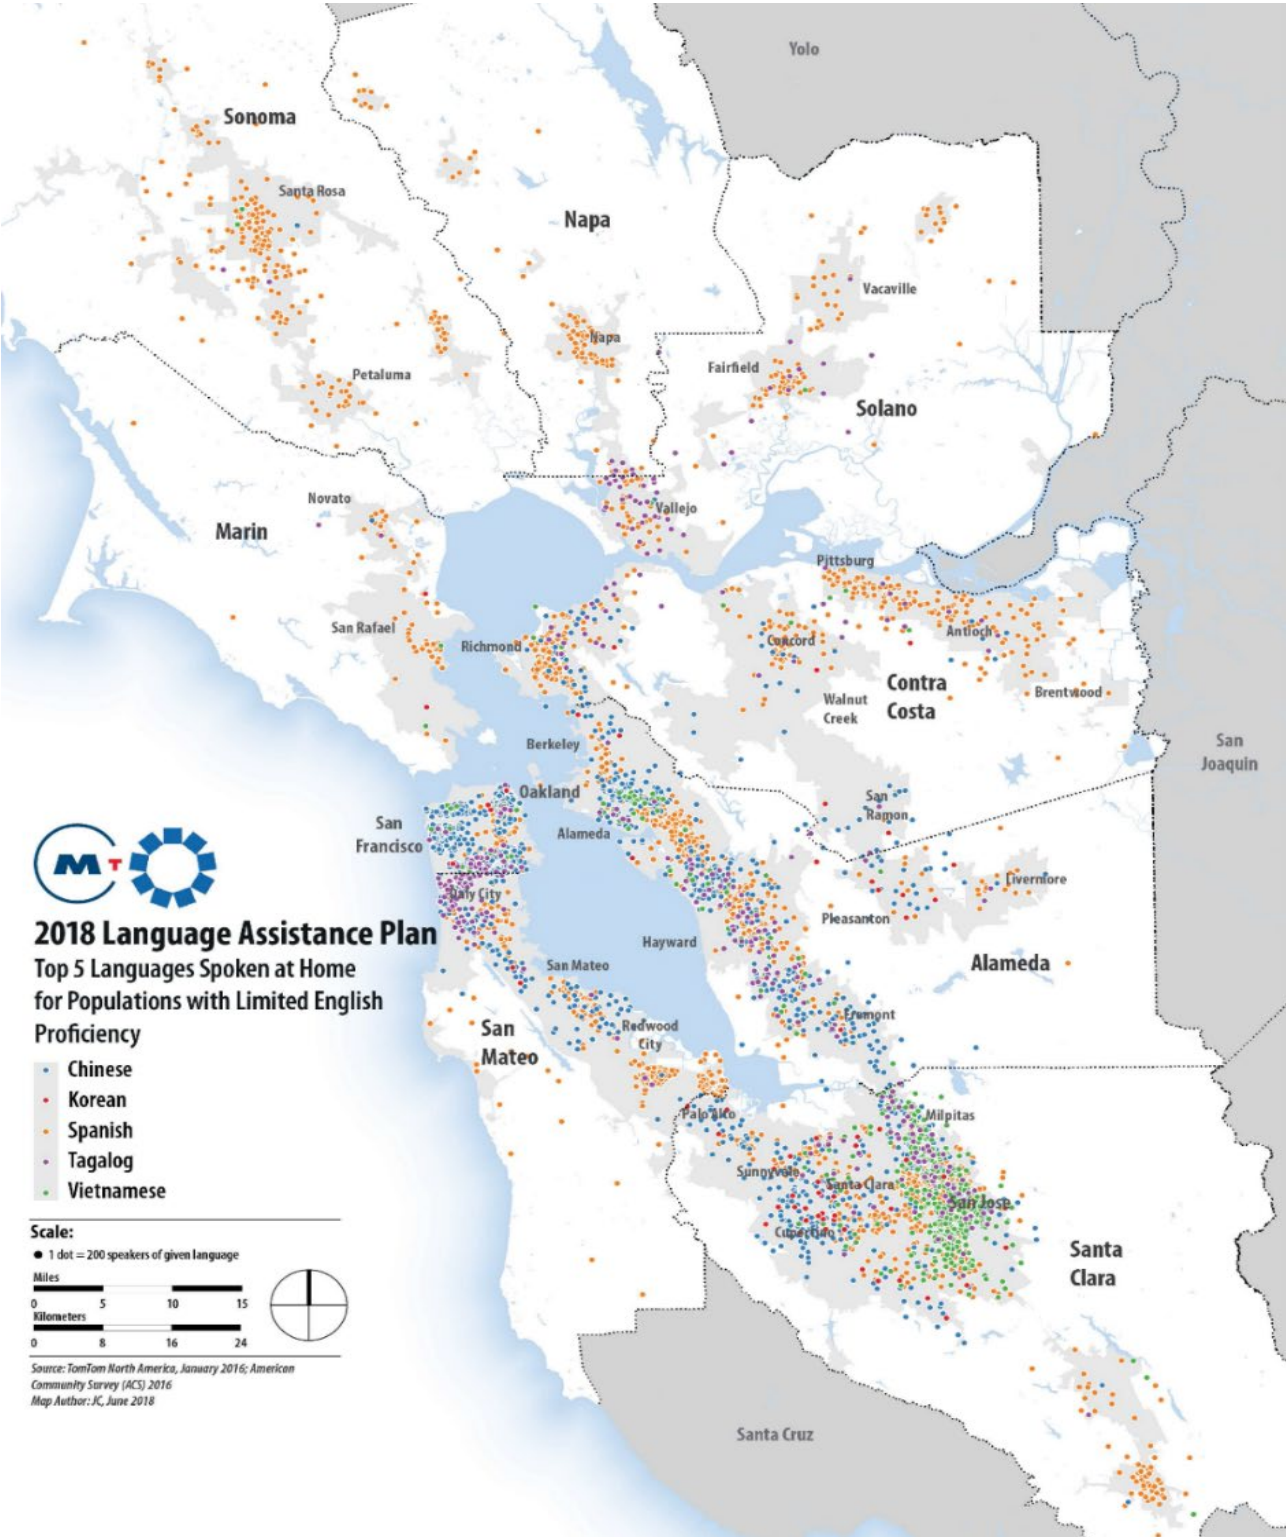 Yolo
Sonoma
Santa Rosa
Napa
Vacaville
Napa
Fairfield
Petaluma
Solano
Novato
Vallejo
Marin
Pittsburg
San Rafael
Richmond
Concord
Antioch
Contra
Costa
Brentwood
Walnut
Creek
Berkeley
San
Joaquin
Oakland
San
Ramon
San
Francisco
Alameda
Livermore
Daly City
Pleasanton
Hayward
Alameda
San Mateo
Fremont
Redwood
City
San
Mateo
Palo Alto
Milpitas
Sunnyvale
Santa Clara
San Jose
Cupertino
Santa
Clara
Santa Cruz
M T
2018 Language Assistance Plan
Top 5 Languages Spoken at Home
for Populations with Limited English
Proficiency
Chinese
Korean
Spanish
Tagalog
Vietnamese
Scale:
1 dot = 200 speakers of given language
Miles
0 5 10 15
Kilometers
0 8 16 24
Source: TomTom North America, January 2016; American
Community Survey (ACS) 2016
Map Author: JC, June 2018